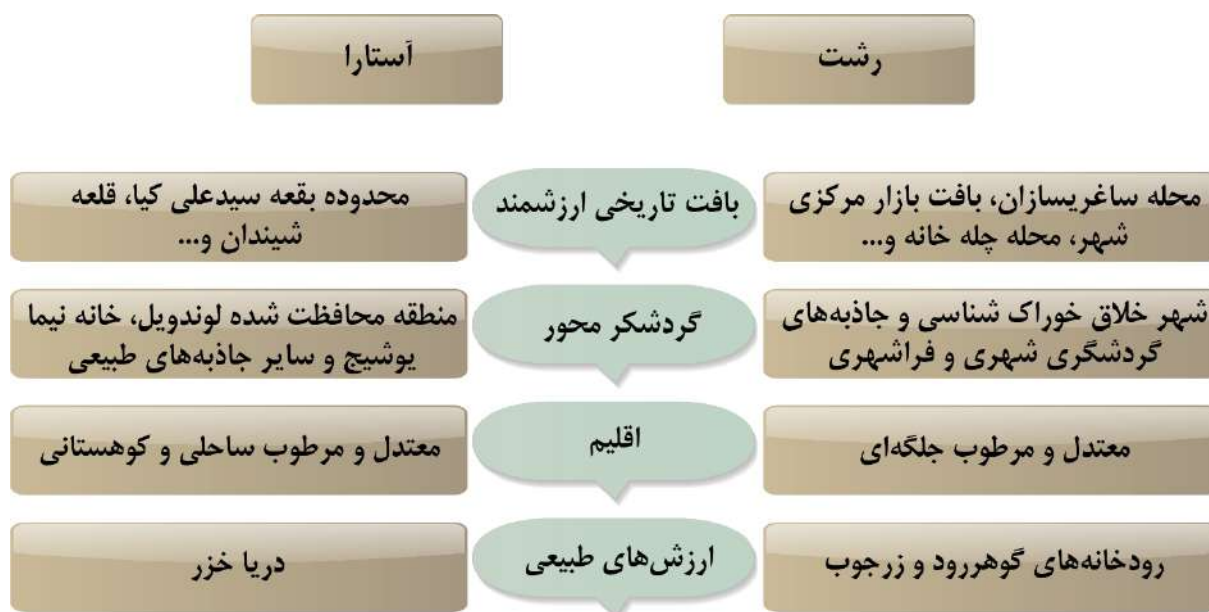 رشت
آستارا
محله ساغریسازان، بافت بازار مرکزی
شهر، محله چله خانه و...
بافت تاریخی ارزشمند
محدوده بقعه سیدعلی کیا، قلعه
شیندان و...
شهر خلاق خوراک شناسی و جاذبه‌های
گردشگری شهری و فراشهری
گردشکر محور
منطقه محافظت شده لوندویل، خانه نیما
یوشیج و سایر جاذبه‌های طبیعی
معتدل و مرطوب جلگه‌ای
اقلیم
معتدل و مرطوب ساحلی و کوهستانی
رودخانه‌های گوهررود و زرجوب
ارزش‌های طبیعی
دریا خزر